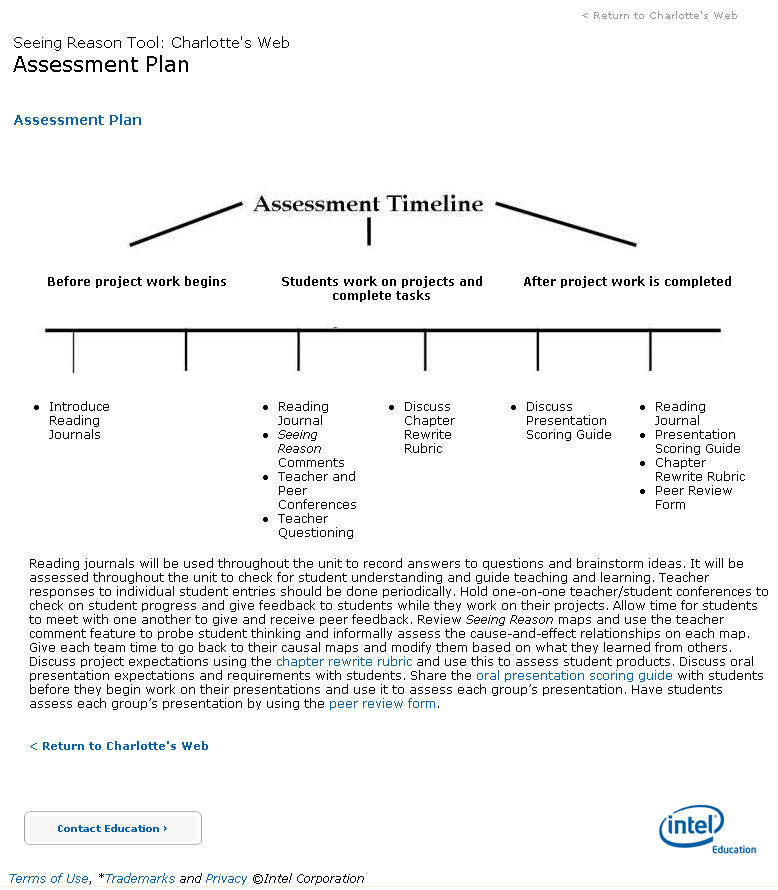 < Return to Charlotte's Web
Seeing Reason Tool: Charlotte's Web
Assessment Plan
Assessment Plan
Assessment Timeline
Before project work begins
Students work on projects and
complete tasks
After project work is completed
• Introduce
Reading
Journals
• Reading
Journal
• Seeing
Reason
Comments
• Teacher and
Peer
Conferences
• Teacher
Questioning
• Discuss
Chapter
Rewrite
Rubric
• Discuss
Presentation
Scoring Guide
• Reading
Journal
• Presentation
Scoring Guide
• Chapter
Rewrite Rubric
• Peer Review
Form
Reading journals will be used throughout the unit to record answers to questions and brainstorm ideas. It will be
assessed throughout the unit to check for student understanding and guide teaching and learning. Teacher
responses to individual student entries should be done periodically. Hold one-on-one teacher/student conferences to
check on student progress and give feedback to students while they work on their projects. Allow time for students
to meet with one another to give and receive peer feedback. Review Seeing Reason maps and use the teacher
comment feature to probe student thinking and informally assess the cause-and-effect relationships on each map.
Give each team time to go back to their causal maps and modify them based on what they learned from others.
Discuss project expectations using the chapter rewrite rubric and use this to assess student products. Discuss oral
presentation expectations and requirements with students. Share the oral presentation scoring guide with students
before they begin work on their presentations and use it to assess each group's presentation. Have students
assess each group's presentation by using the peer review form.
< Return to Charlotte's Web
Contact Education ›
intel
Education
Terms of Use, *Trademarks and Privacy ©Intel Corporation